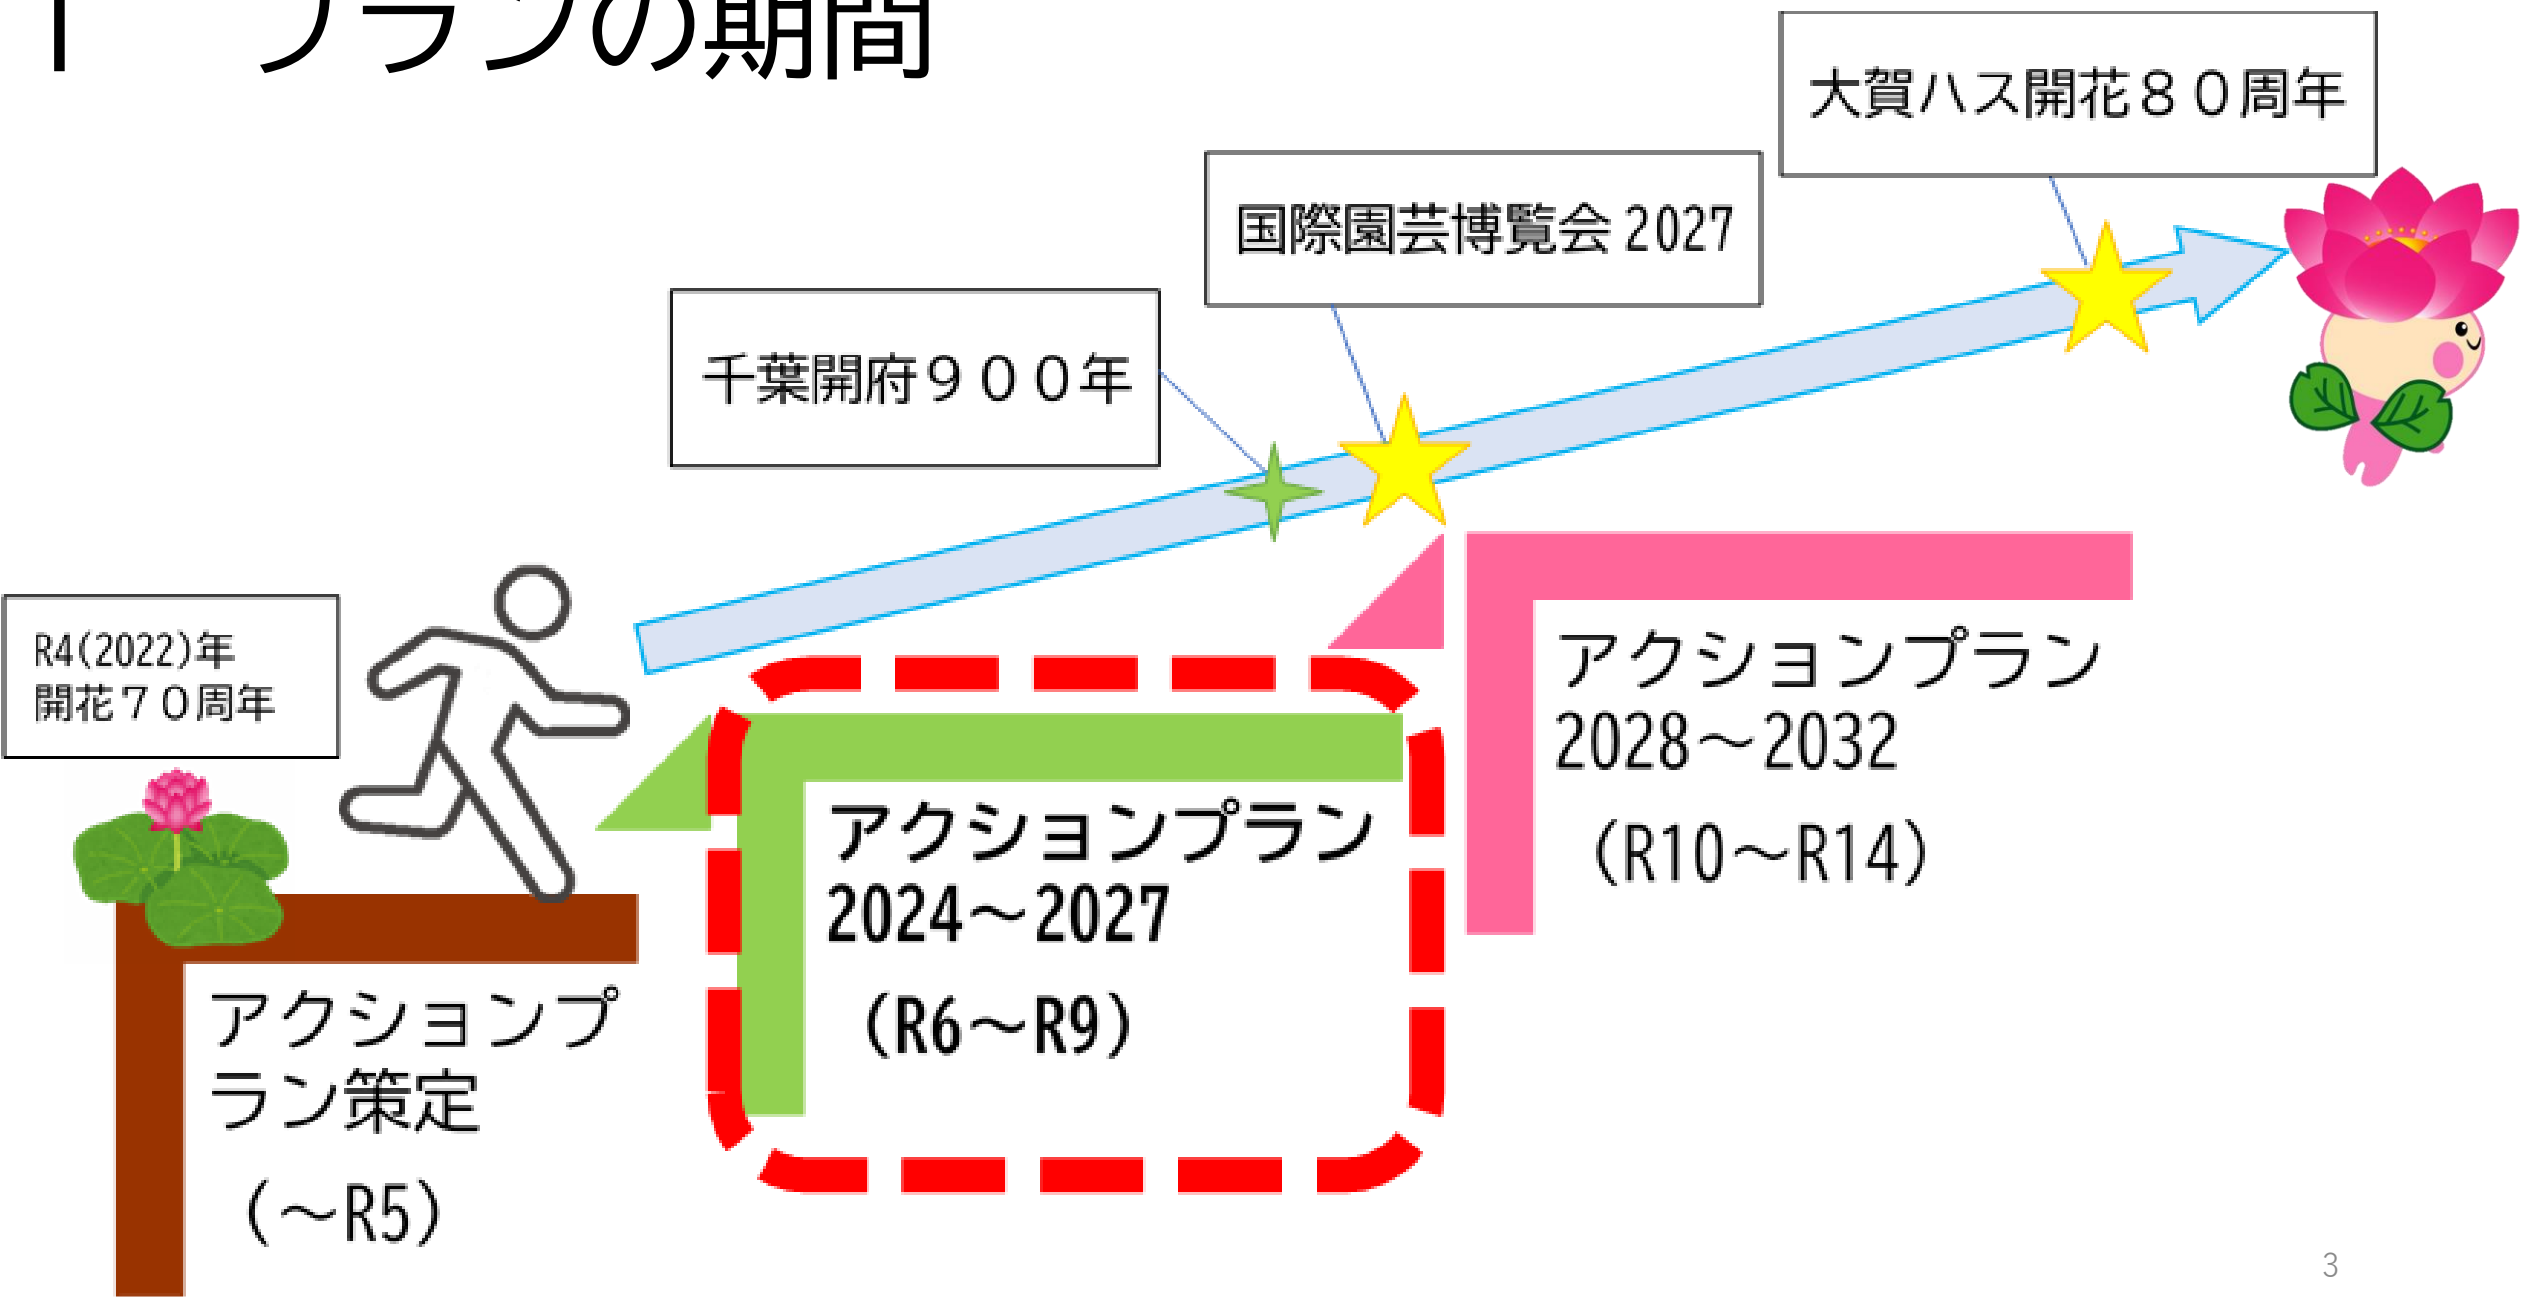 １　プランの期間
大賀ハス開花８０周年
国際園芸博覧会 2027
千葉開府９００年
R4(2022)年
開花７０周年
アクションプラン
2028～2032
（R10～R14）
アクションプラン
2024～2027
（R6～R9）
アクションプ
ラン策定
（～R5）
3